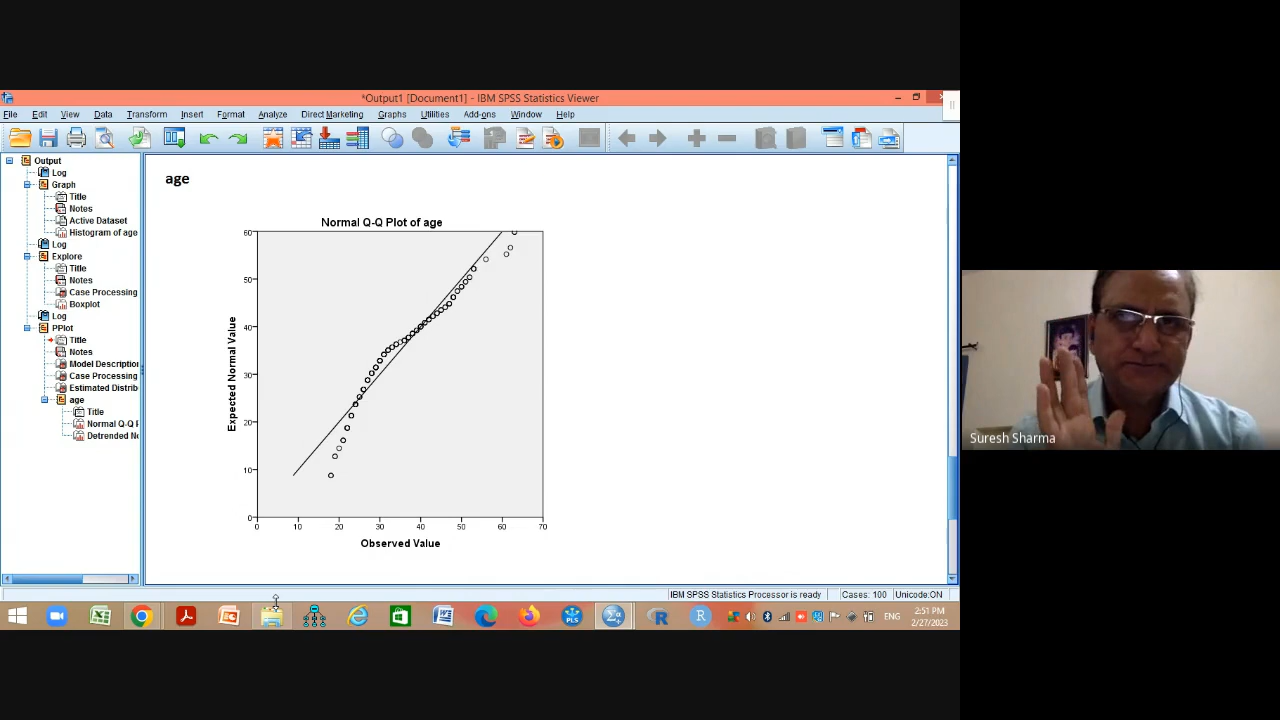 *Output1 [Document1] - IBM SPSS Statistics Viewer
File Edit View Data Transform Insert Format Analyze Direct Marketing Graphs Utilities Add-ons Window Help
Output
Log
Graph
Title
Notes
Active Dataset
Histogram of age
Log
Explore
Title
Notes
Case Processing
Boxplot
Log
PPlot
Title
Notes
Model Description
Case Processing
Estimated Distrib
age
Title
Normal Q-Q P
Detrended No
age
Normal Q-Q Plot of age
60
50
40
30
20
10
0
Expected Normal Value
0 10 20 30 40 50 60 70
Observed Value
IBM SPSS Statistics Processor is ready Cases: 100 Unicode:ON
PLS
R
R
ENG
2:51 PM
2/27/2023
Suresh Sharma